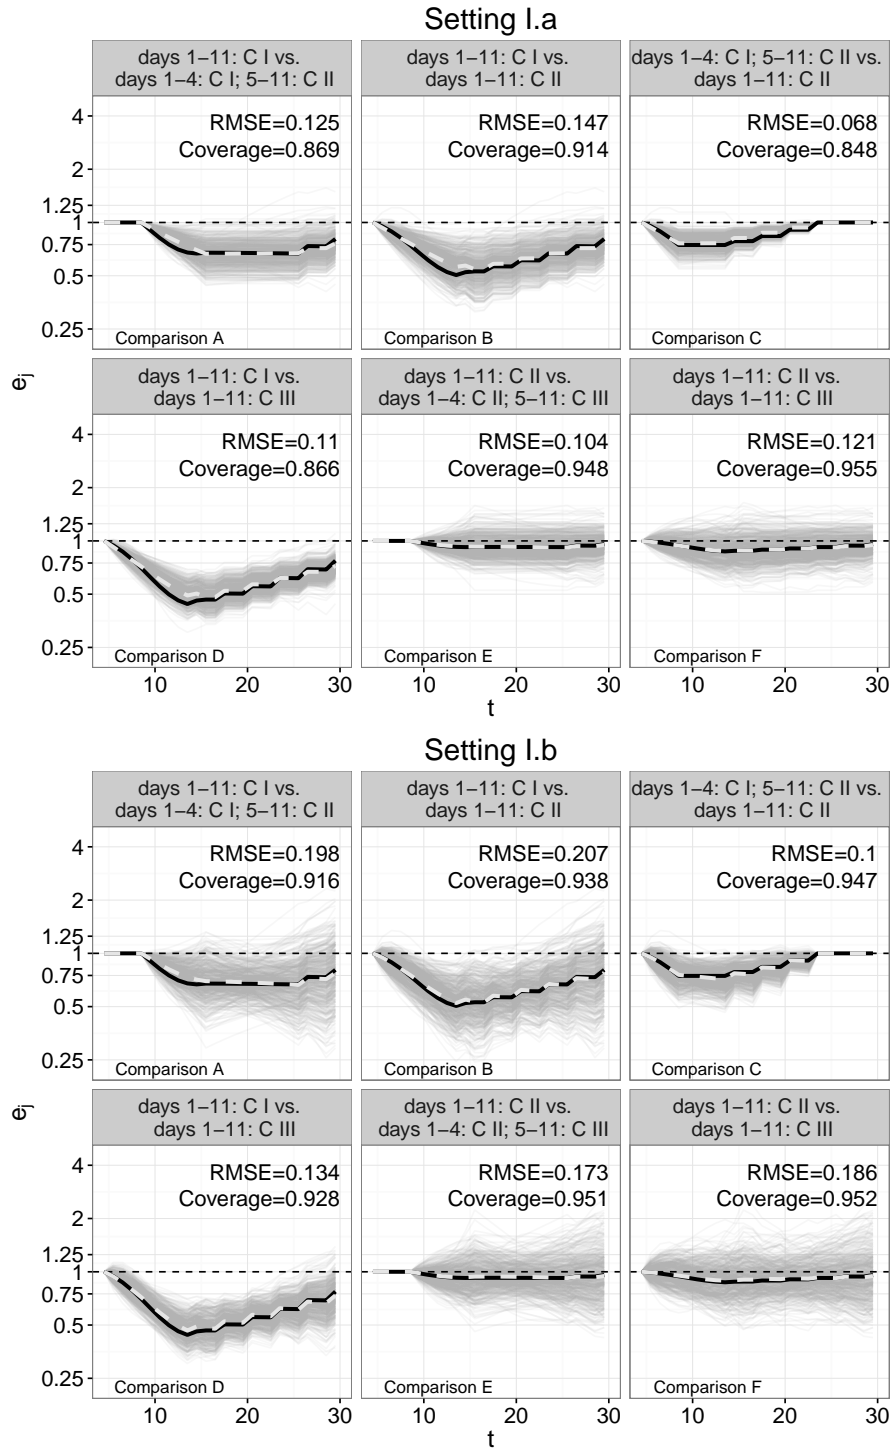 Setting I.a
days 1–11: C I vs.
days 1–4: C I; 5–11: C II
days 1–11: C I vs.
days 1–11: C II
days 1–4: C I; 5–11: C II vs.
days 1–11: C II
RMSE=0.125
Coverage=0.869
RMSE=0.147
Coverage=0.914
RMSE=0.068
Coverage=0.848
4
2
1.25
1
0.75
0.5
0.25
Comparison A
Comparison B
Comparison C
e_j
days 1–11: C I vs.
days 1–11: C III
days 1–11: C II vs.
days 1–4: C II; 5–11: C III
days 1–11: C II vs.
days 1–11: C III
RMSE=0.11
Coverage=0.866
RMSE=0.104
Coverage=0.948
RMSE=0.121
Coverage=0.955
4
2
1.25
1
0.75
0.5
0.25
Comparison D
Comparison E
Comparison F
10 20 30 10 20 30 10 20 30
t
Setting I.b
days 1–11: C I vs.
days 1–4: C I; 5–11: C II
days 1–11: C I vs.
days 1–11: C II
days 1–4: C I; 5–11: C II vs.
days 1–11: C II
RMSE=0.198
Coverage=0.916
RMSE=0.207
Coverage=0.938
RMSE=0.1
Coverage=0.947
4
2
1.25
1
0.75
0.5
0.25
Comparison A
Comparison B
Comparison C
e_j
days 1–11: C I vs.
days 1–11: C III
days 1–11: C II vs.
days 1–4: C II; 5–11: C III
days 1–11: C II vs.
days 1–11: C III
RMSE=0.134
Coverage=0.928
RMSE=0.173
Coverage=0.951
RMSE=0.186
Coverage=0.952
4
2
1.25
1
0.75
0.5
0.25
Comparison D
Comparison E
Comparison F
10 20 30 10 20 30 10 20 30
t